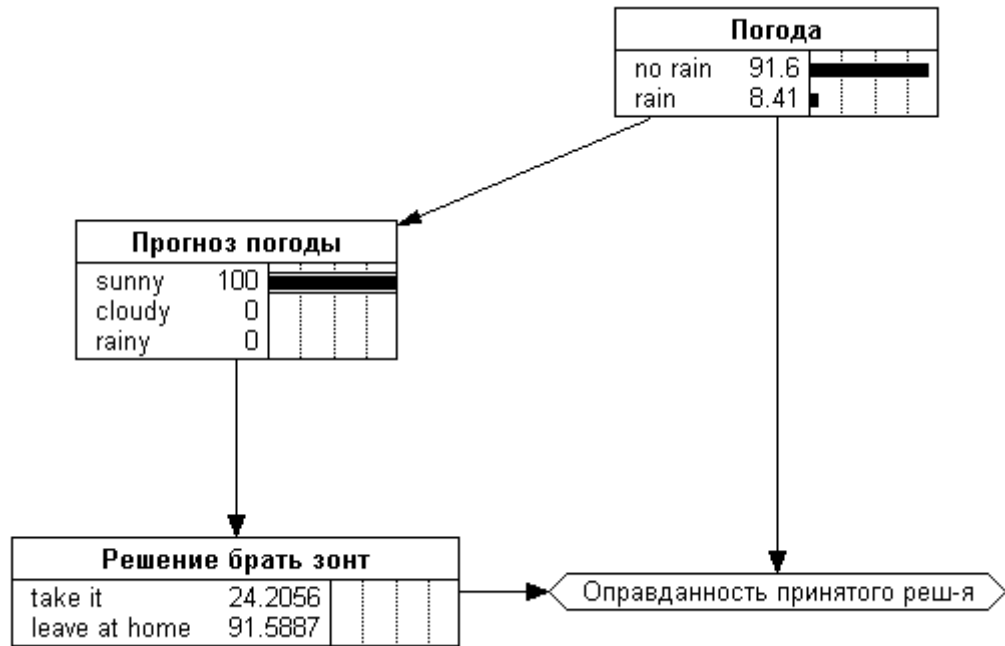 Погода
no rain 91.6
rain 8.41
Прогноз погоды
sunny 100
cloudy 0
rainy 0
Решение брать зонт
take it 24.2056
leave at home 91.5887
Оправданность принятого реш-я